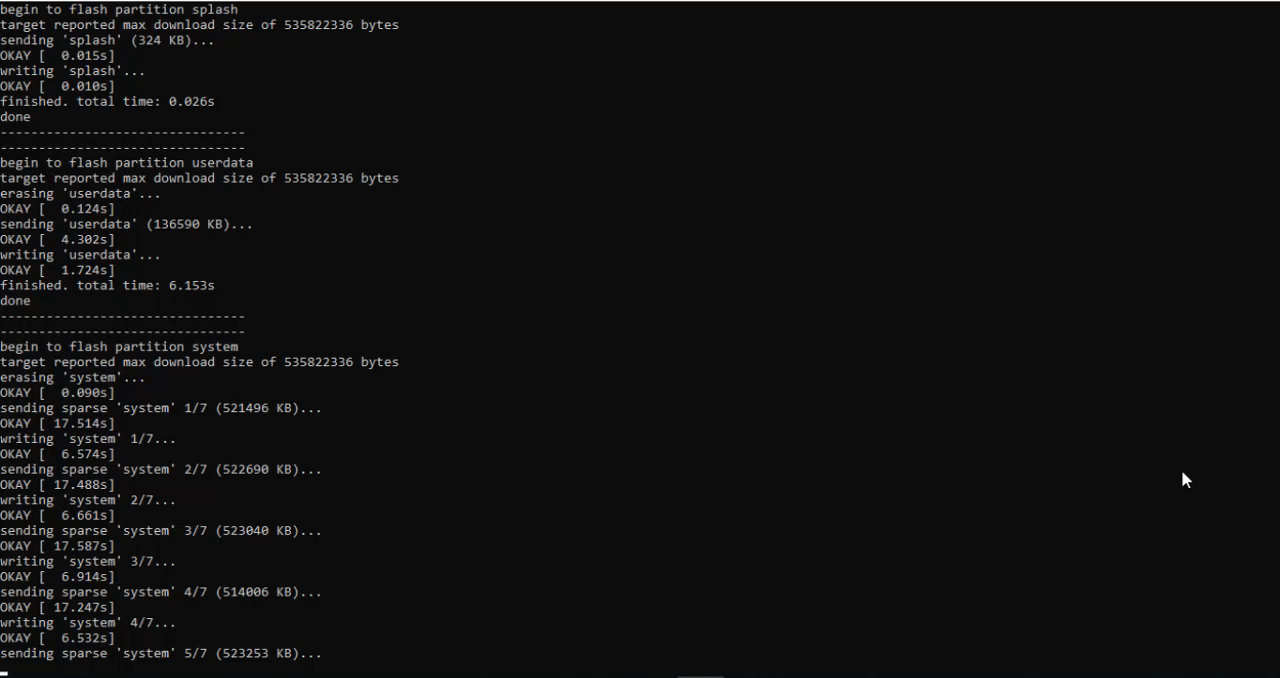 begin to flash partition splash
target reported max download size of 535822336 bytes
sending 'splash' (324 KB)...
OKAY [  0.015s]
writing 'splash'...
OKAY [  0.010s]
finished. total time: 0.026s
done
--------------------------------
--------------------------------
begin to flash partition userdata
target reported max download size of 535822336 bytes
erasing 'userdata'...
OKAY [  0.124s]
sending 'userdata' (136590 KB)...
OKAY [  4.302s]
writing 'userdata'...
OKAY [  1.724s]
finished. total time: 6.153s
done
--------------------------------
--------------------------------
begin to flash partition system
target reported max download size of 535822336 bytes
erasing 'system'...
OKAY [  0.090s]
sending sparse 'system' 1/7 (521496 KB)...
OKAY [ 17.514s]
writing 'system' 1/7...
OKAY [  6.574s]
sending sparse 'system' 2/7 (522690 KB)...
OKAY [ 17.488s]
writing 'system' 2/7...
OKAY [  6.661s]
sending sparse 'system' 3/7 (523040 KB)...
OKAY [ 17.587s]
writing 'system' 3/7...
OKAY [  6.914s]
sending sparse 'system' 4/7 (514006 KB)...
OKAY [ 17.247s]
writing 'system' 4/7...
OKAY [  6.532s]
sending sparse 'system' 5/7 (523253 KB)...